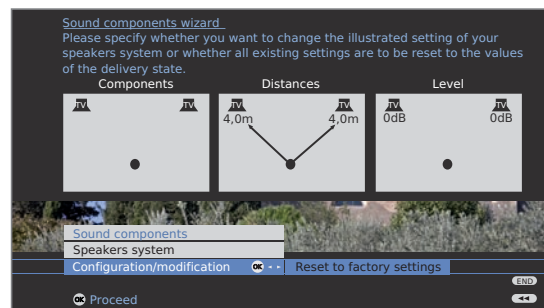 Sound components wizard
Please specify whether you want to change the illustrated setting of your
speakers system or whether all existing settings are to be reset to the values
of the delivery state.
Components Distances Level
TV TV TV TV TV TV
4,0m 4,0m 0dB 0dB
Sound components
Speakers system
Configuration/modification OK Reset to factory settings
END
OK Proceed